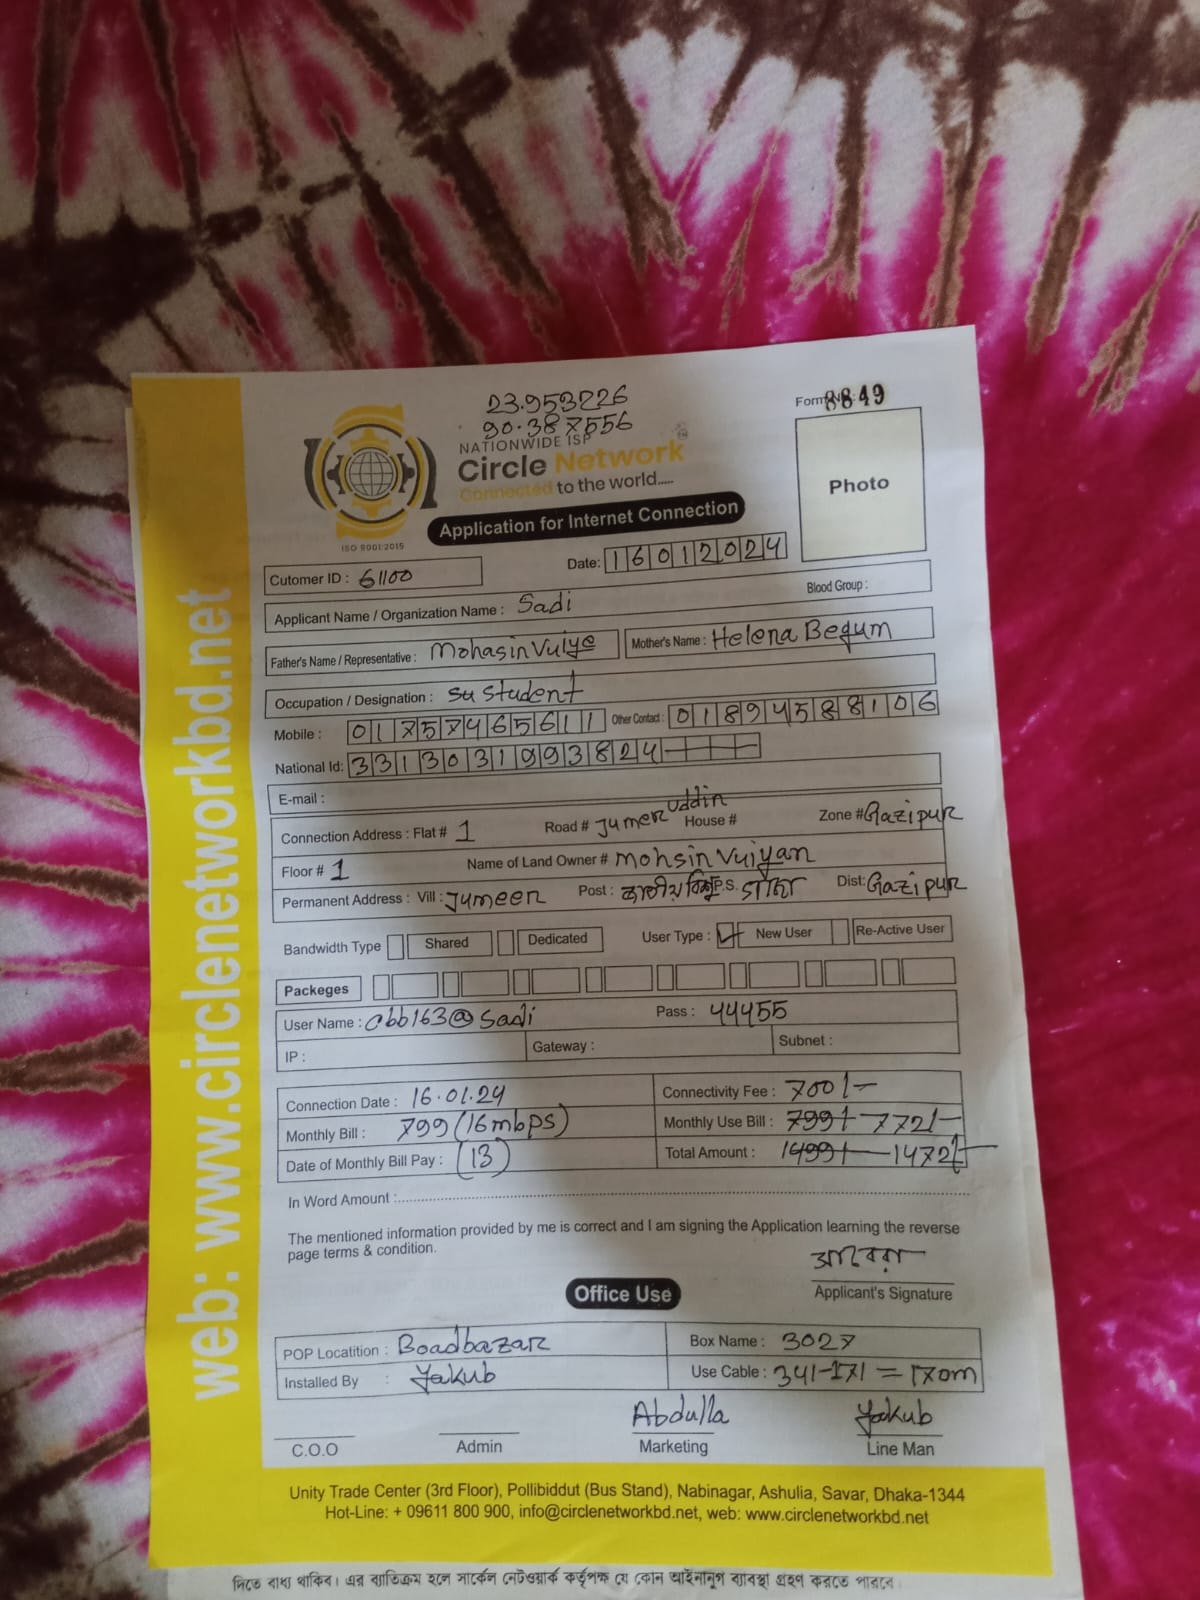 23.953226
90.387556
NATIONWIDE ISP
Circle Network
Connected to the world.....
ISO 9001:2015
Form 8849
Photo
Application for Internet Connection
Date: 16012024
Cutomer ID : 61100
Blood Group :
Applicant Name / Organization Name : Sadi
Father's Name / Representative : Mohasin Vuiye Mother's Name : Helena Begum
Occupation / Designation : Su Student
Mobile : 01757465611 Other Contact : 01894588106
National Id: 3313031993824
E-mail :
Connection Address : Flat # 1 Road # Jumer uddin House # Zone # Gazipur
Floor # 1 Name of Land Owner # Mohsin Vuiyan
Permanent Address : Vill : Jumeer Post : জাতীয় P.S. গাছা Dist: Gazipur
Bandwidth Type Shared Dedicated User Type : New User Re-Active User
Packeges
User Name : cbb163@sadi Pass : 44455
IP : Gateway : Subnet :
Connection Date : 16.01.24 Connectivity Fee : 700/-
Monthly Bill : 799 (16mbps) Monthly Use Bill : 799/- 772/-
Date of Monthly Bill Pay : (13) Total Amount : 1499/- 1472/-
In Word Amount :
The mentioned information provided by me is correct and I am signing the Application learning the reverse
page terms & condition.
Applicant's Signature
Office Use
POP Locatition : Boadbazar Box Name : 3027
Installed By : Yakub Use Cable : 341-171 = 170m
Abdulla Yakub
C.O.O Admin Marketing Line Man
Unity Trade Center (3rd Floor), Pollibiddut (Bus Stand), Nabinagar, Ashulia, Savar, Dhaka-1344
Hot-Line: + 09611 800 900, info@circlenetworkbd.net, web: www.circlenetworkbd.net
দিতে বাধ্য থাকিব। এর ব্যাতিক্রম হলে সার্কেল নেটওয়ার্ক কর্তৃপক্ষ যে কোন আইনানুগ ব্যাবস্থা গ্রহণ করতে পারবে।
web: www.circlenetworkbd.net